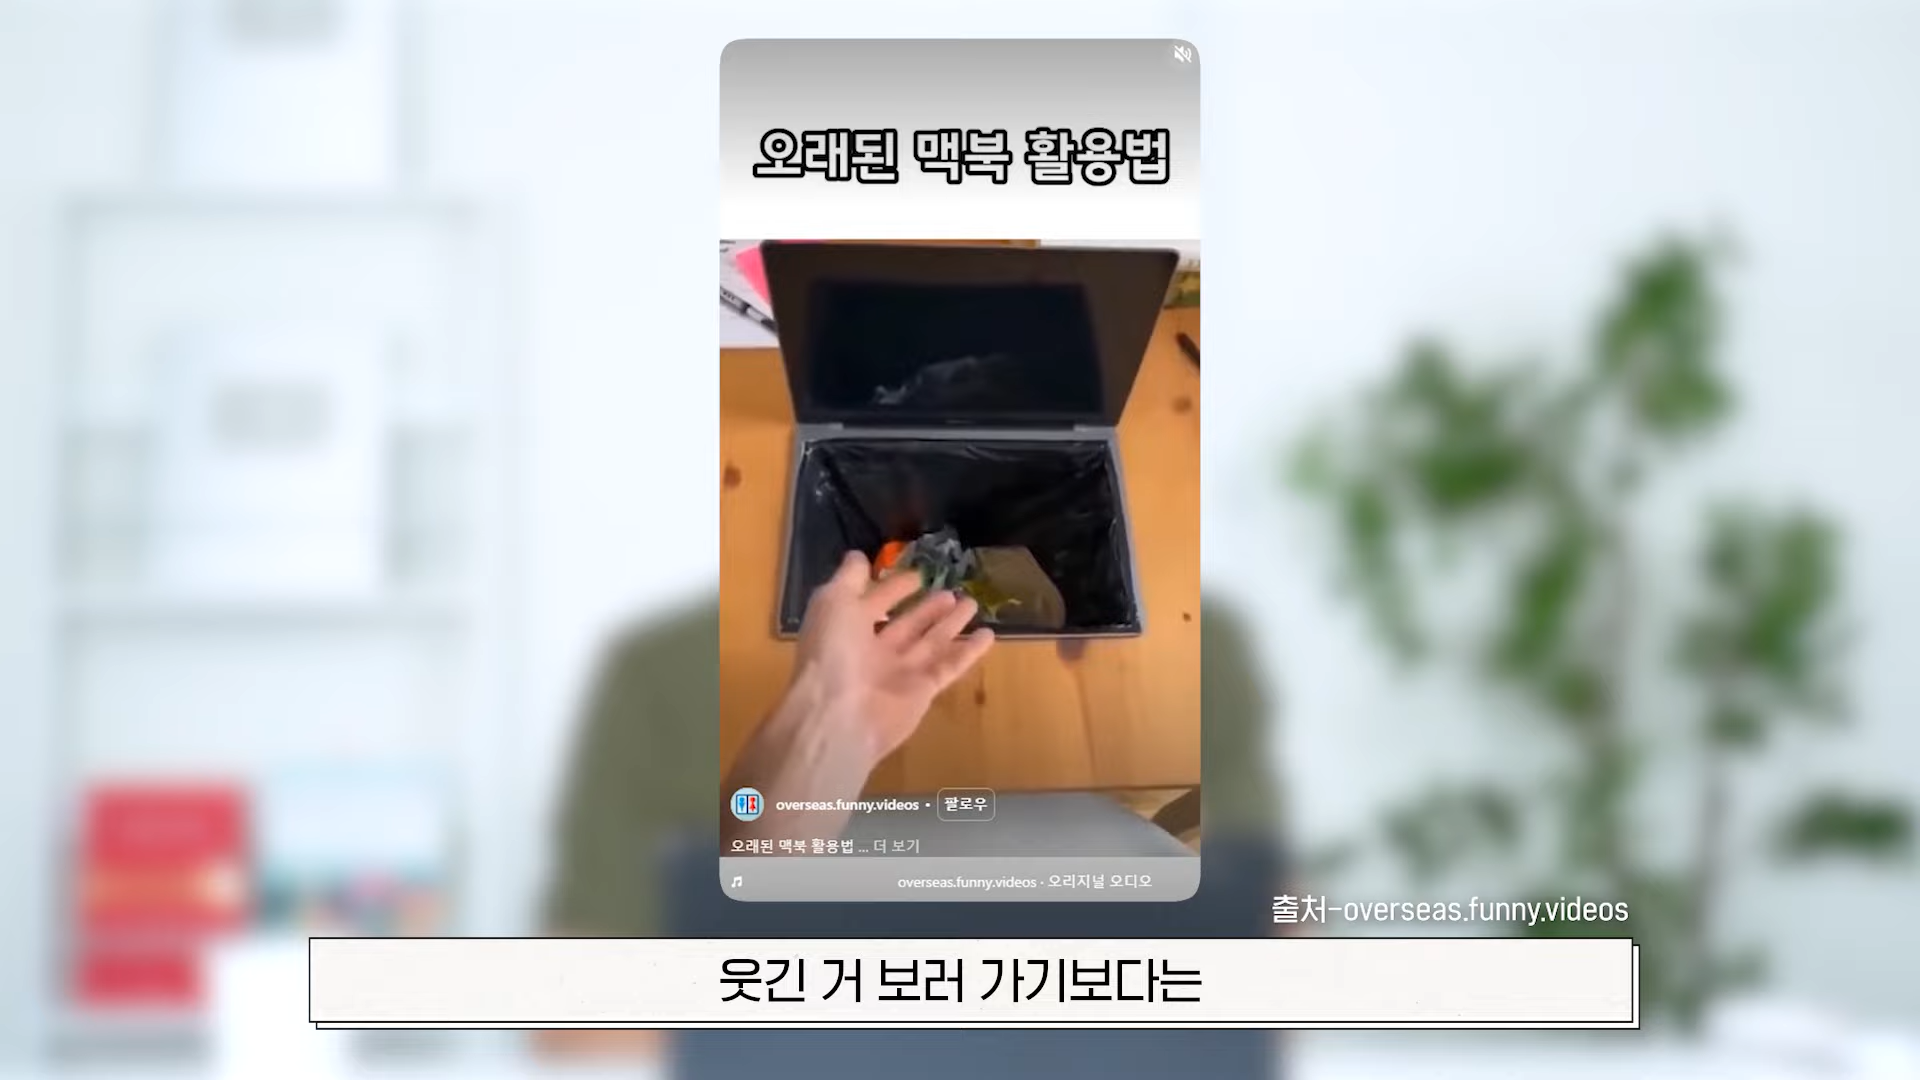 오래된 맥북 활용법
overseas.funny.videos • 팔로우
오래된 맥북 활용법 ... 더 보기
overseas.funny.videos · 오리지널 오디오
출처-overseas.funny.videos
웃긴 거 보러 가기보다는